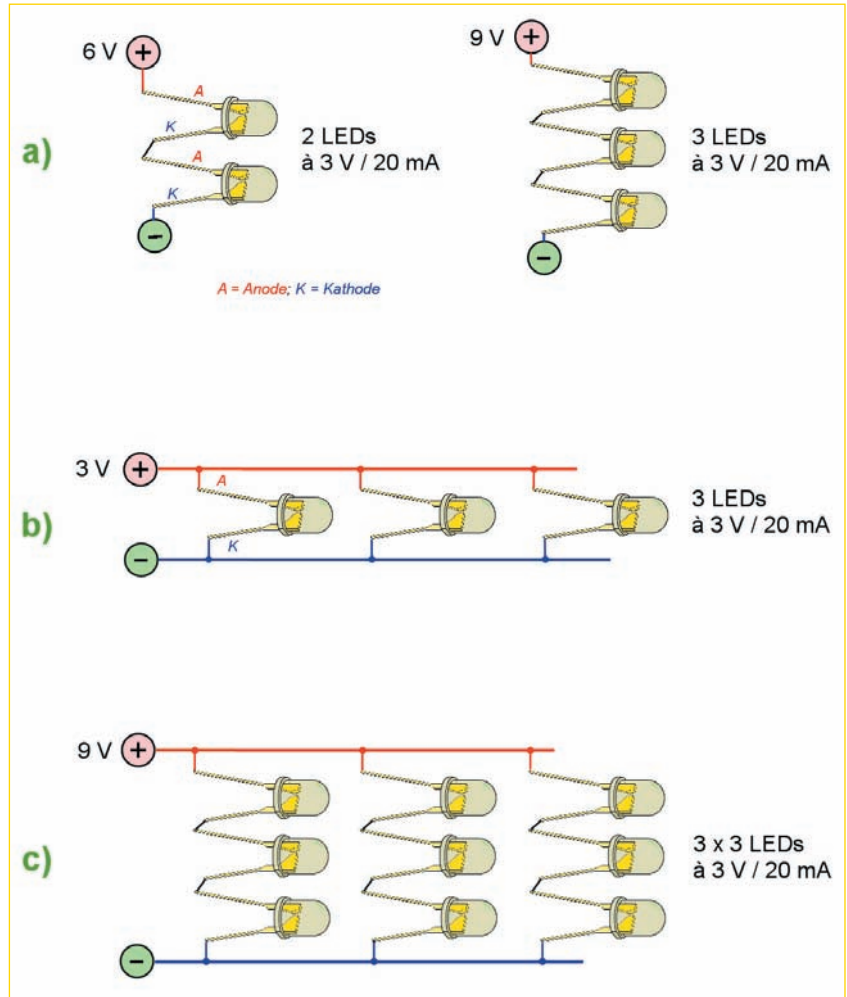 6 V
+
A
K
A
K
−
2 LEDs
à 3 V / 20 mA
9 V
+
−
3 LEDs
à 3 V / 20 mA
a)
A = Anode; K = Kathode
3 V
+
A
K
−
3 LEDs
à 3 V / 20 mA
b)
9 V
+
−
3 x 3 LEDs
à 3 V / 20 mA
c)